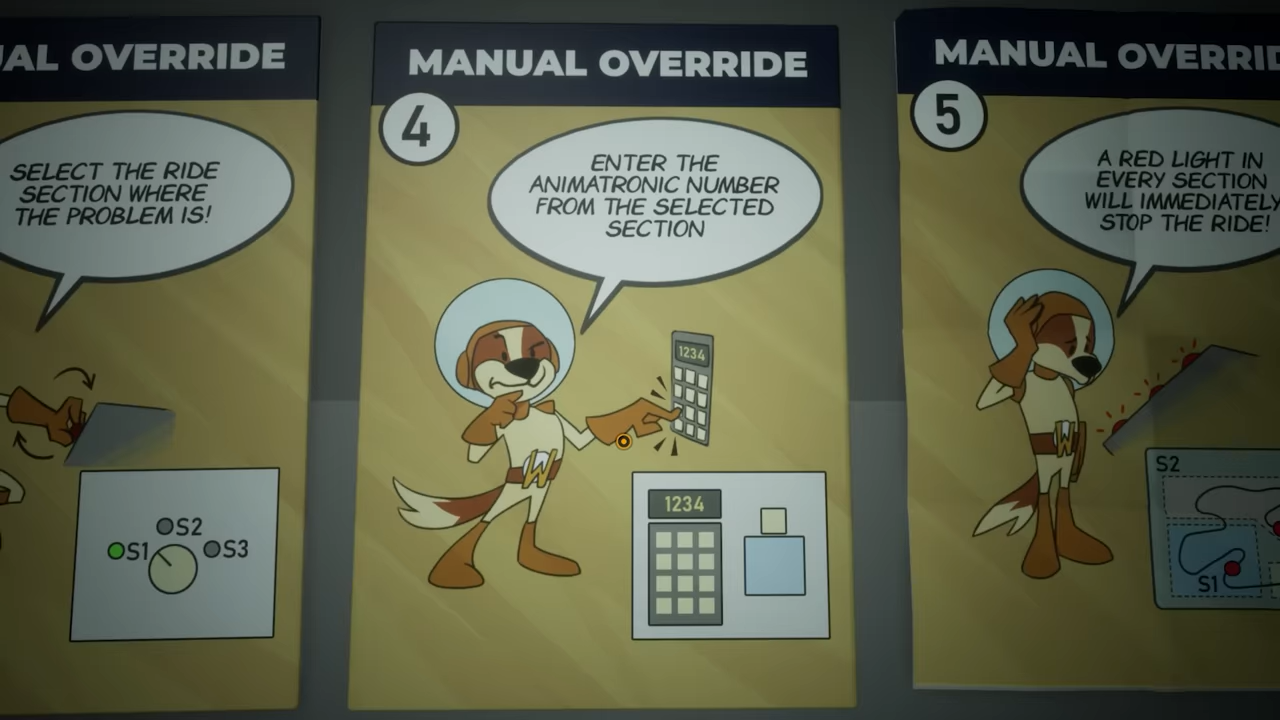 UAL OVERRIDE
SELECT THE RIDE
SECTION WHERE
THE PROBLEM IS!
S2
S1
S3
MANUAL OVERRIDE
4
ENTER THE
ANIMATRONIC NUMBER
FROM THE SELECTED
SECTION
1234
W
1234
MANUAL OVERRID
5
A RED LIGHT IN
EVERY SECTION
WILL IMMEDIATELY
STOP THE RIDE!
W
S2
S1